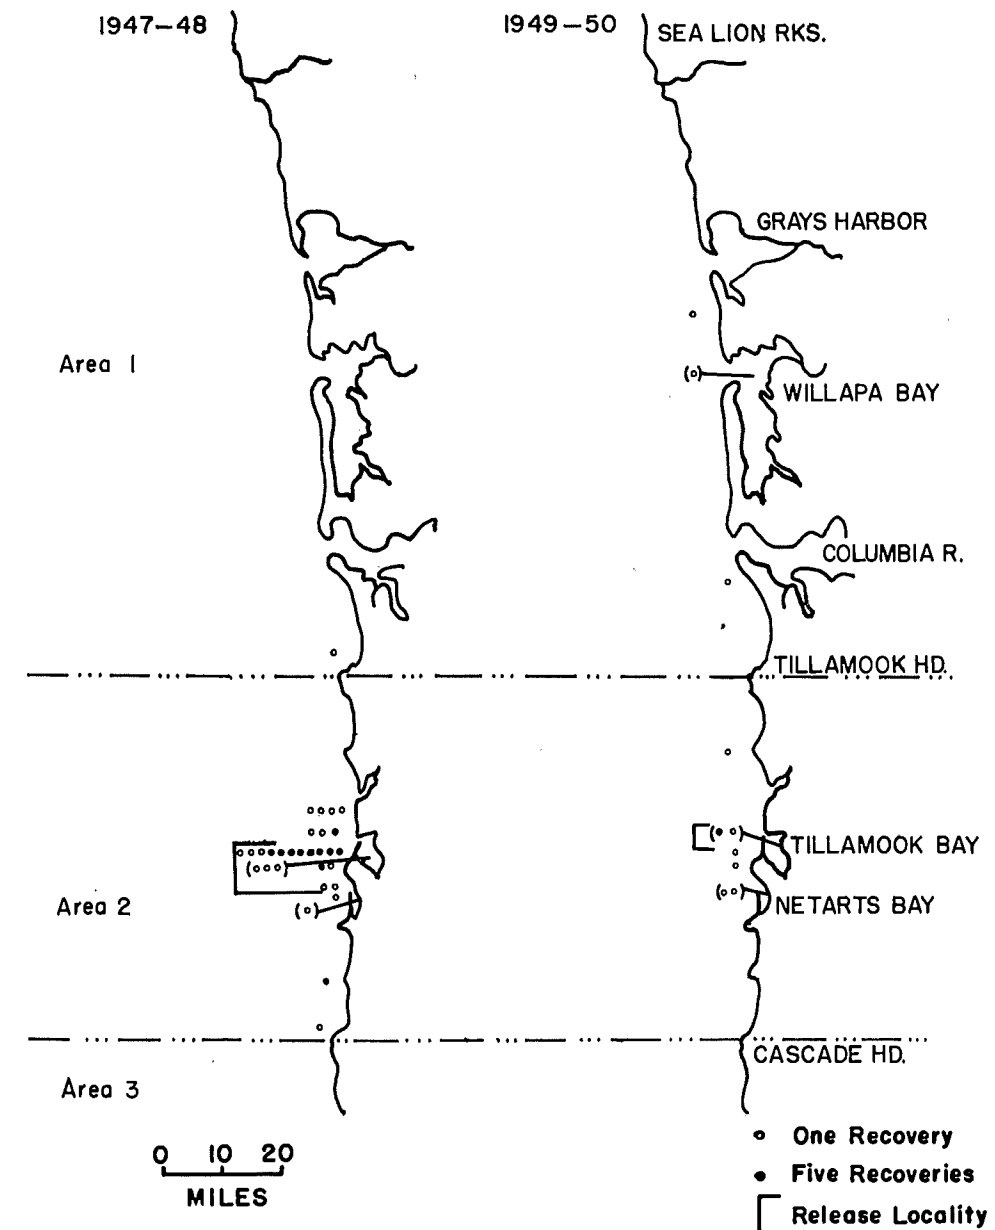 1947-48
1949-50
SEA LION RKS.
GRAYS HARBOR
Area 1
WILLAPA BAY
COLUMBIA R.
TILLAMOOK HD.
TILLAMOOK BAY
Area 2
NETARTS BAY
CASCADE HD.
Area 3
0 10 20
MILES
One Recovery
Five Recoveries
Release Locality